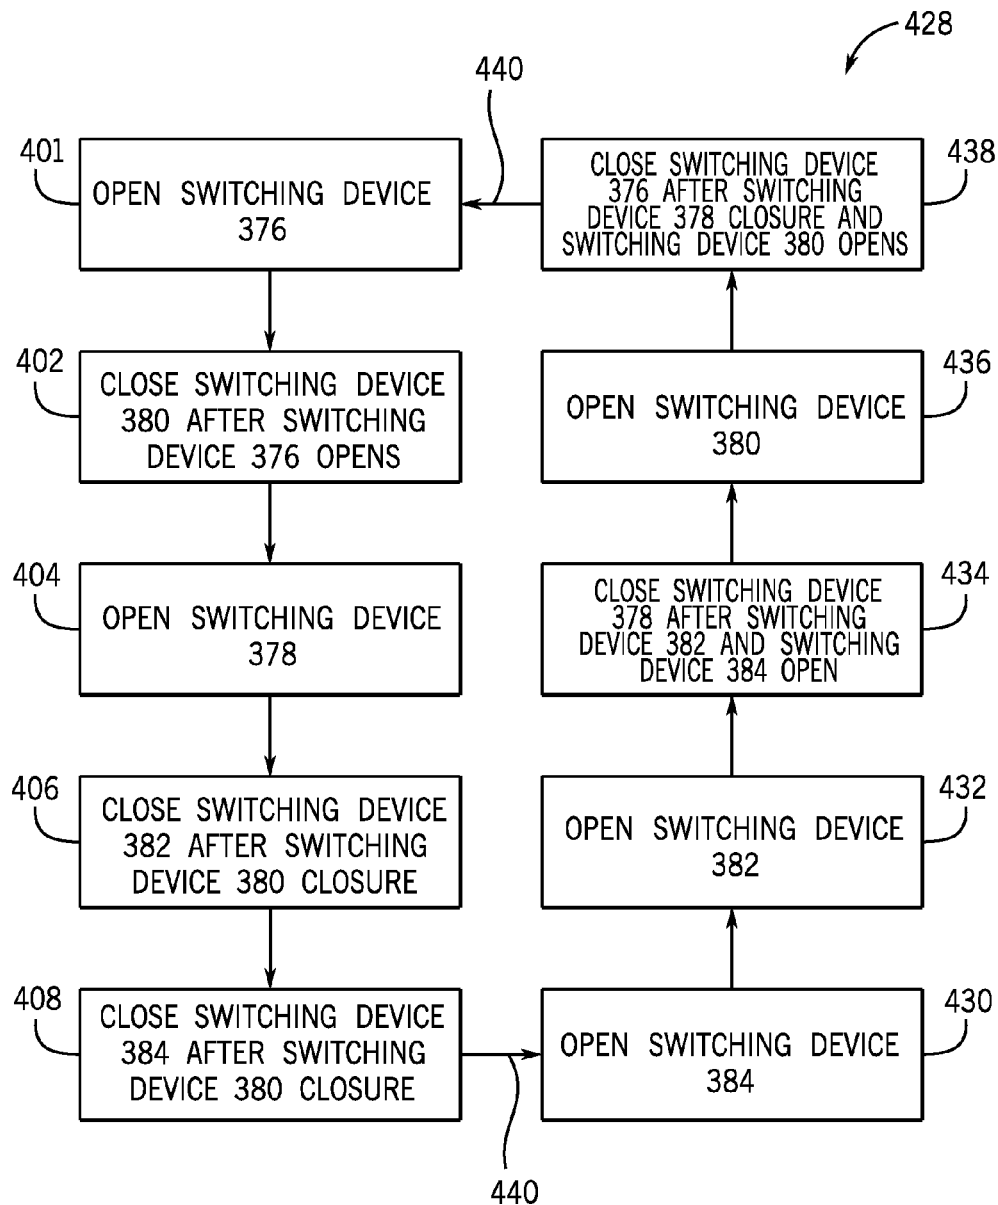 428
440
401
OPEN SWITCHING DEVICE
376
438
CLOSE SWITCHING DEVICE
376 AFTER SWITCHING
DEVICE 378 CLOSURE AND
SWITCHING DEVICE 380 OPENS
402
CLOSE SWITCHING DEVICE
380 AFTER SWITCHING
DEVICE 376 OPENS
436
OPEN SWITCHING DEVICE
380
404
OPEN SWITCHING DEVICE
378
434
CLOSE SWITCHING DEVICE
378 AFTER SWITCHING
DEVICE 382 AND SWITCHING
DEVICE 384 OPEN
406
CLOSE SWITCHING DEVICE
382 AFTER SWITCHING
DEVICE 380 CLOSURE
432
OPEN SWITCHING DEVICE
382
408
CLOSE SWITCHING DEVICE
384 AFTER SWITCHING
DEVICE 380 CLOSURE
430
OPEN SWITCHING DEVICE
384
440